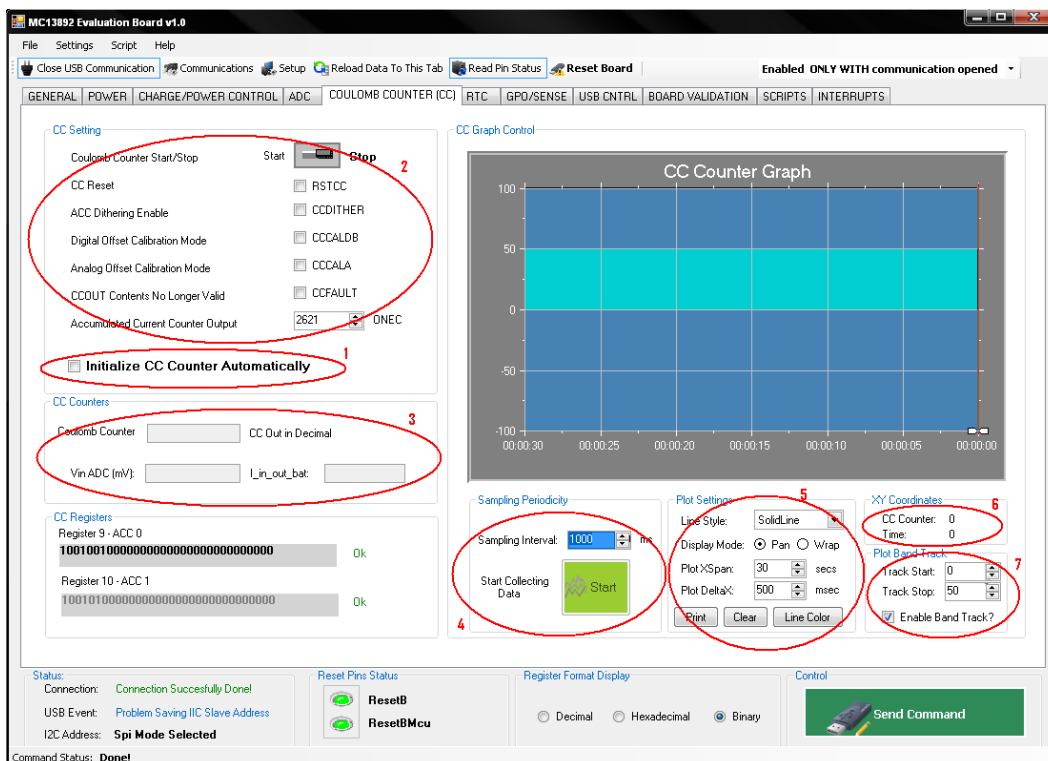 MC13892 Evaluation Board v1.0
File Settings Script Help
Close USB Communication Communications Setup Reload Data To This Tab Read Pin Status Reset Board Enabled ONLY WITH communication opened
GENERAL POWER CHARGE/POWER CONTROL ADC COULOMB COUNTER (CC) RTC GPO/SENSE USB CNTRL BOARD VALIDATION SCRIPTS INTERRUPTS
CC Setting
Coulomb Counter Start/Stop Start Stop
2
CC Reset RSTCC
ACC Dithering Enable CCDITHER
Digital Offset Calibration Mode CCCALDB
Analog Offset Calibration Mode CCCALA
CCOUT Contents No Longer Valid CCFAULT
Accumulated Current Counter Output 2621 ONEC
1
Initialize CC Counter Automatically
CC Counters
3
Coulomb Counter CC Out in Decimal
Vin ADC (mV): I_in_out_bat:
CC Registers
Register 9 - ACC 0
10010010000000000000000000000000 Ok
Register 10 - ACC 1
10010100000000000000000000000000 Ok
CC Graph Control
CC Counter Graph
100
50
0
-50
-100
00:00:30 00:00:25 00:00:20 00:00:15 00:00:10 00:00:05 00:00:00
Sampling Periodicity
Sampling Interval: 1000 ms
Start Collecting
Data
Start
4
Plot Settings
5
Line Style: SolidLine
Display Mode: Pan Wrap
Plot XSpan: 30 secs
Plot DeltaX: 500 msec
Print Clear Line Color
XY Coordinates
6
CC Counter: 0
Time: 0
Plot Band Track
7
Track Start: 0
Track Stop: 50
Enable Band Track?
Status:
Connection: Connection Succesfully Done!
USB Event: Problem Saving IIC Slave Address
I2C Address: Spi Mode Selected
Reset Pins Status
ResetB
ResetBMcu
Register Format Display
Decimal Hexadecimal Binary
Control
Send Command
Command Status: Done!